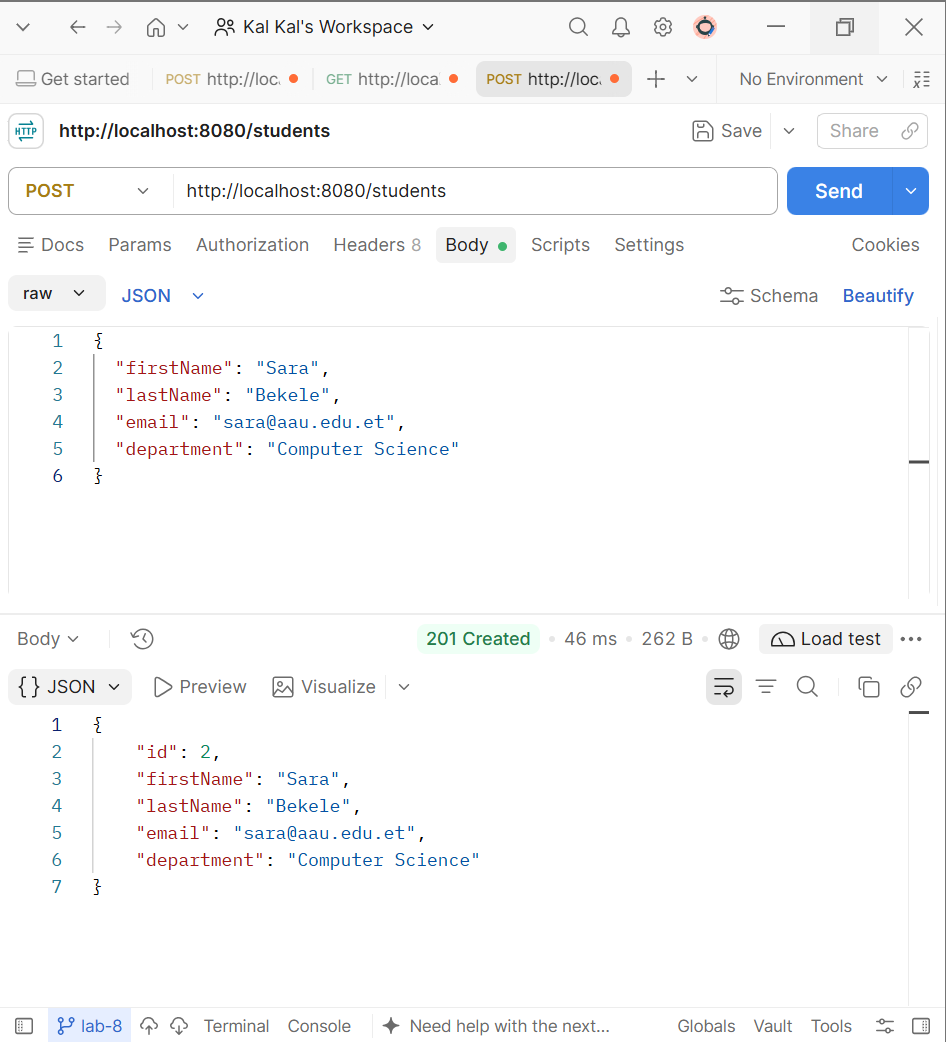 Kal Kal's Workspace
Get started POST http://loc. GET http://loca POST http://loc. No Environment
HTTP http://localhost:8080/students Save Share
POST http://localhost:8080/students Send
Docs Params Authorization Headers 8 Body Scripts Settings Cookies
raw JSON Schema Beautify
1 {
2 "firstName": "Sara",
3 "lastName": "Bekele",
4 "email": "sara@aau.edu.et",
5 "department": "Computer Science"
6 }
Body 201 Created 46 ms 262 B Load test
{} JSON Preview Visualize
1 {
2 "id": 2,
3 "firstName": "Sara",
4 "lastName": "Bekele",
5 "email": "sara@aau.edu.et",
6 "department": "Computer Science"
7 }
lab-8 Terminal Console Need help with the next... Globals Vault Tools